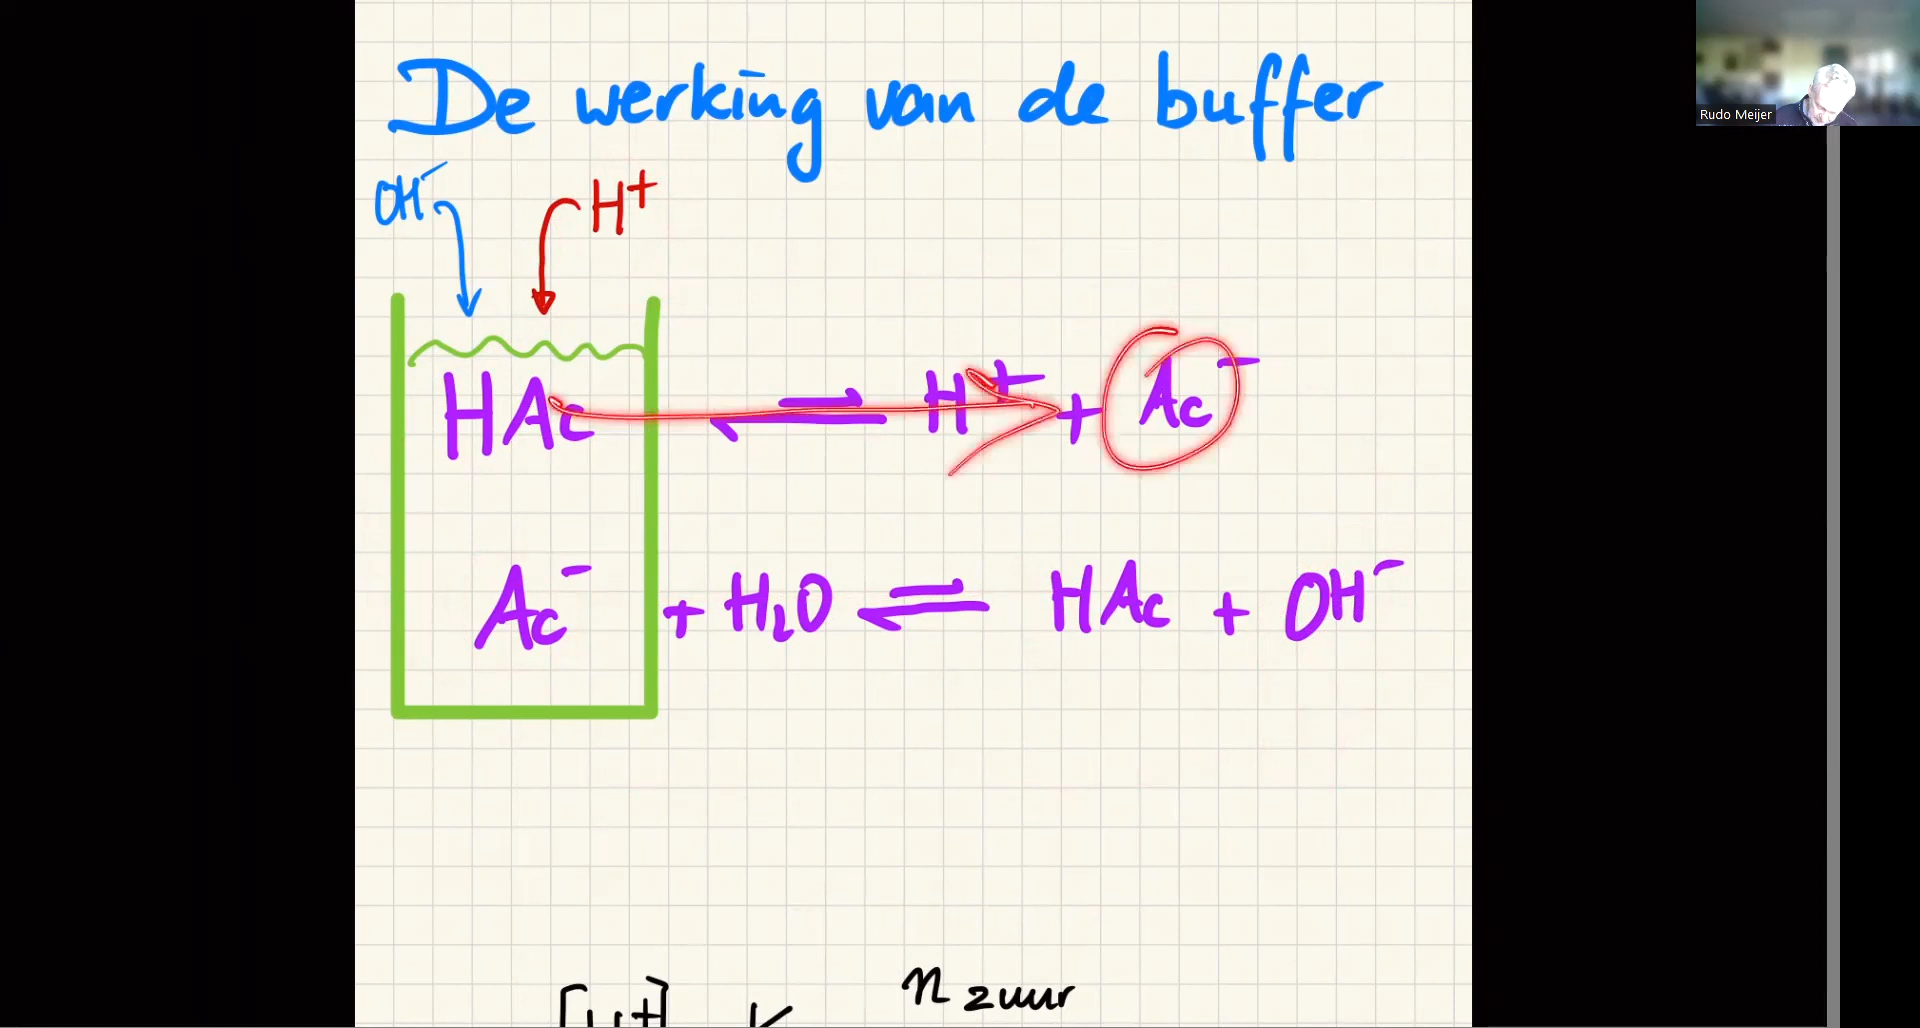 De werking van de buffer
Rudo Meijer
OH⁻ H⁺
HAc ⇌ H⁺ + Ac⁻
Ac⁻ + H₂O ⇌ HAc + OH⁻
n zuur
[H+] K